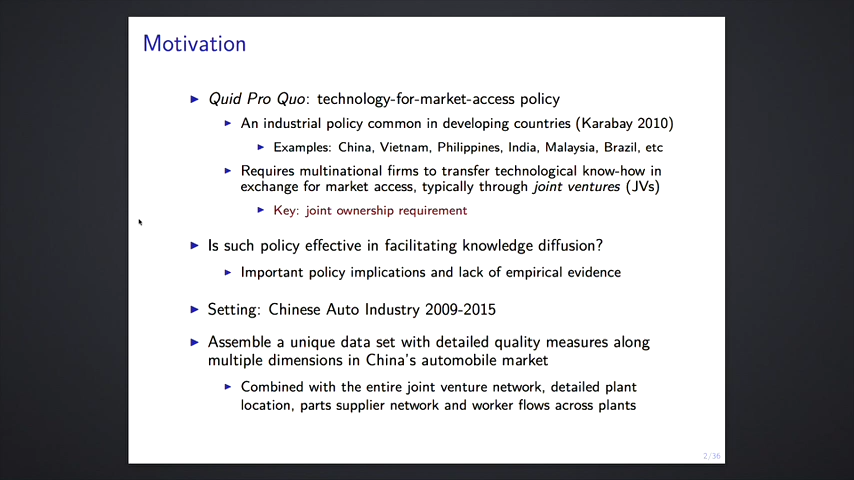 Motivation
Quid Pro Quo: technology-for-market-access policy
An industrial policy common in developing countries (Karabay 2010)
Examples: China, Vietnam, Philippines, India, Malaysia, Brazil, etc
Requires multinational firms to transfer technological know-how in
exchange for market access, typically through joint ventures (JVs)
Key: joint ownership requirement
Is such policy effective in facilitating knowledge diffusion?
Important policy implications and lack of empirical evidence
Setting: Chinese Auto Industry 2009-2015
Assemble a unique data set with detailed quality measures along
multiple dimensions in China's automobile market
Combined with the entire joint venture network, detailed plant
location, parts supplier network and worker flows across plants
2/36